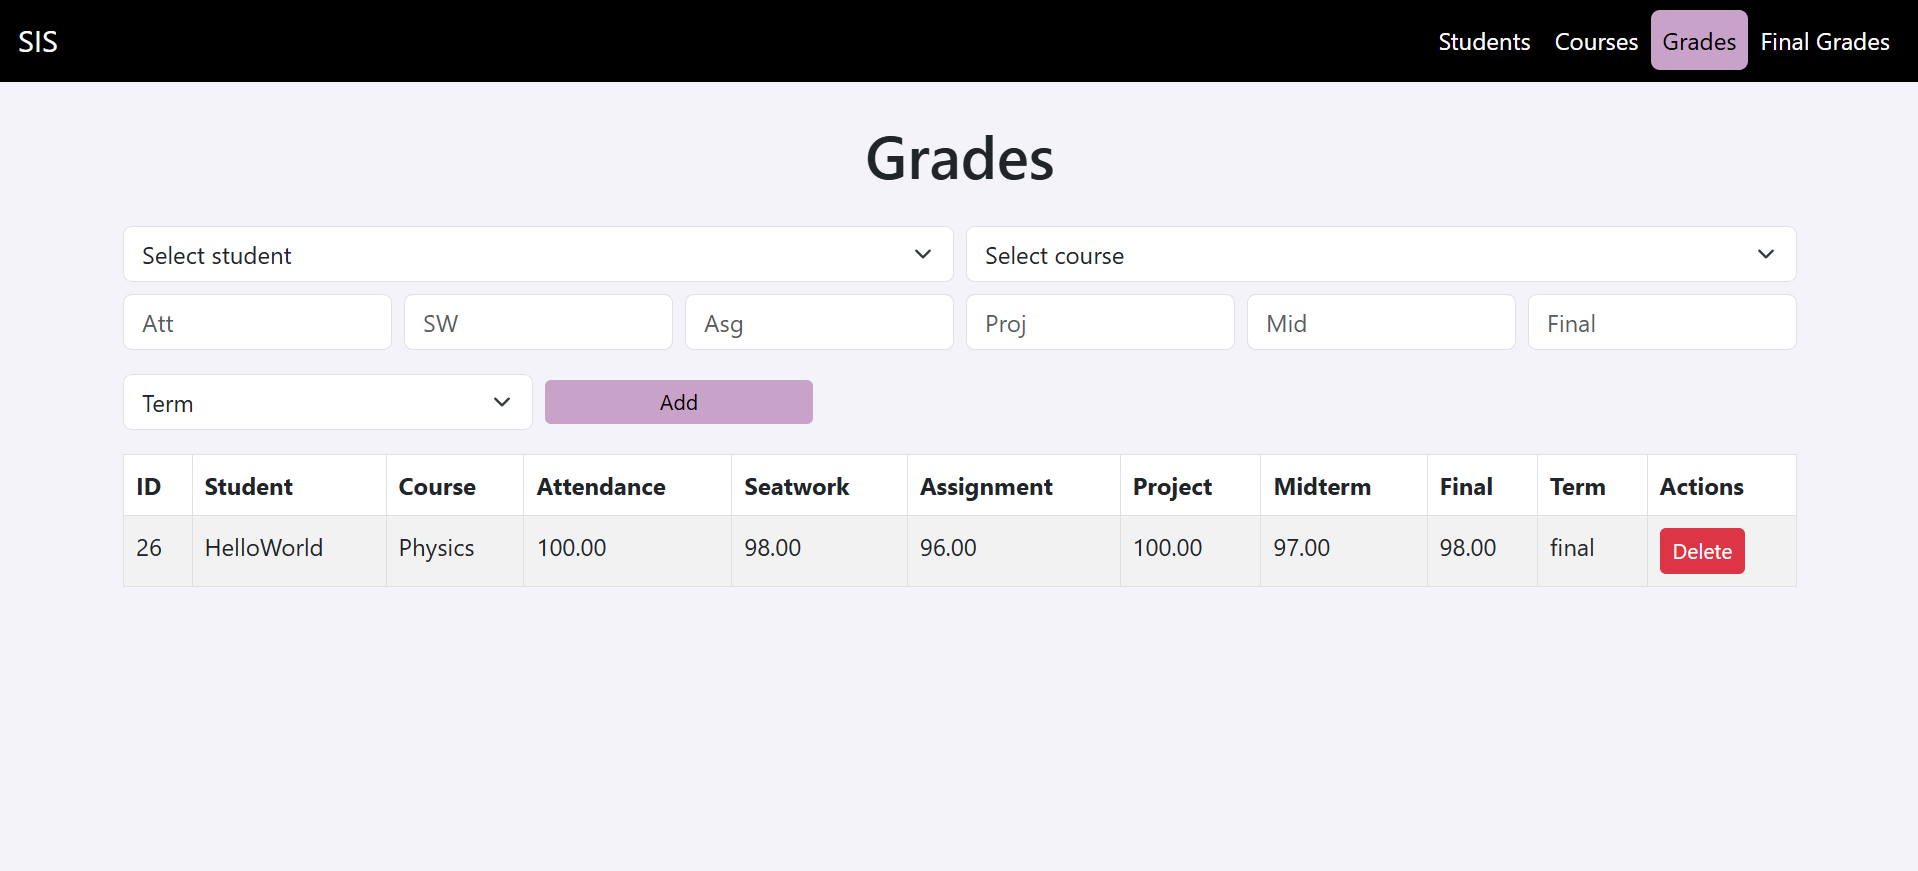 SIS Students Courses Grades Final Grades
Grades
Select student Select course
Att SW Asg Proj Mid Final
Term Add
ID Student Course Attendance Seatwork Assignment Project Midterm Final Term Actions
26 HelloWorld Physics 100.00 98.00 96.00 100.00 97.00 98.00 final Delete